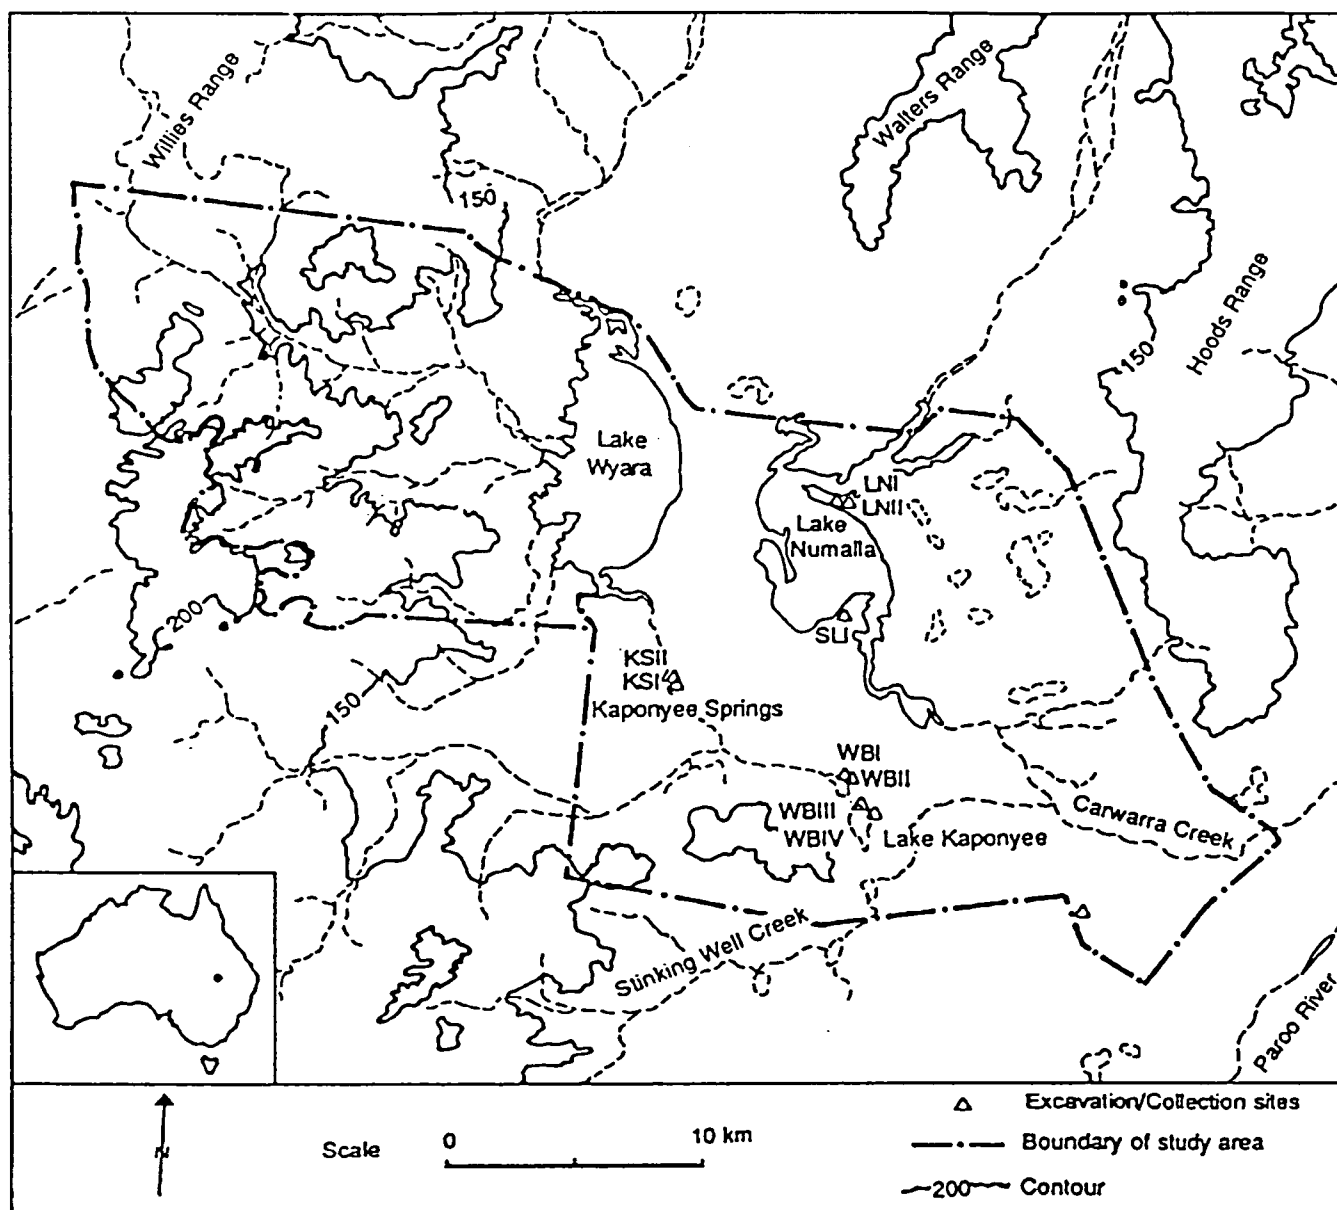 Willies Range
Walters Range
150
Hoods Range
150
Lake
Wyara
LNI
LNII
Lake
Numalla
200
SLI
KSII
KSI
Kaponyee Springs
150
WBI
WBII
WBIII
WBIV
Lake Kaponyee
Carwarra Creek
Stinking Well Creek
Paroo River
N
Scale
0
10 km
Excavation/Collection sites
Boundary of study area
200
Contour